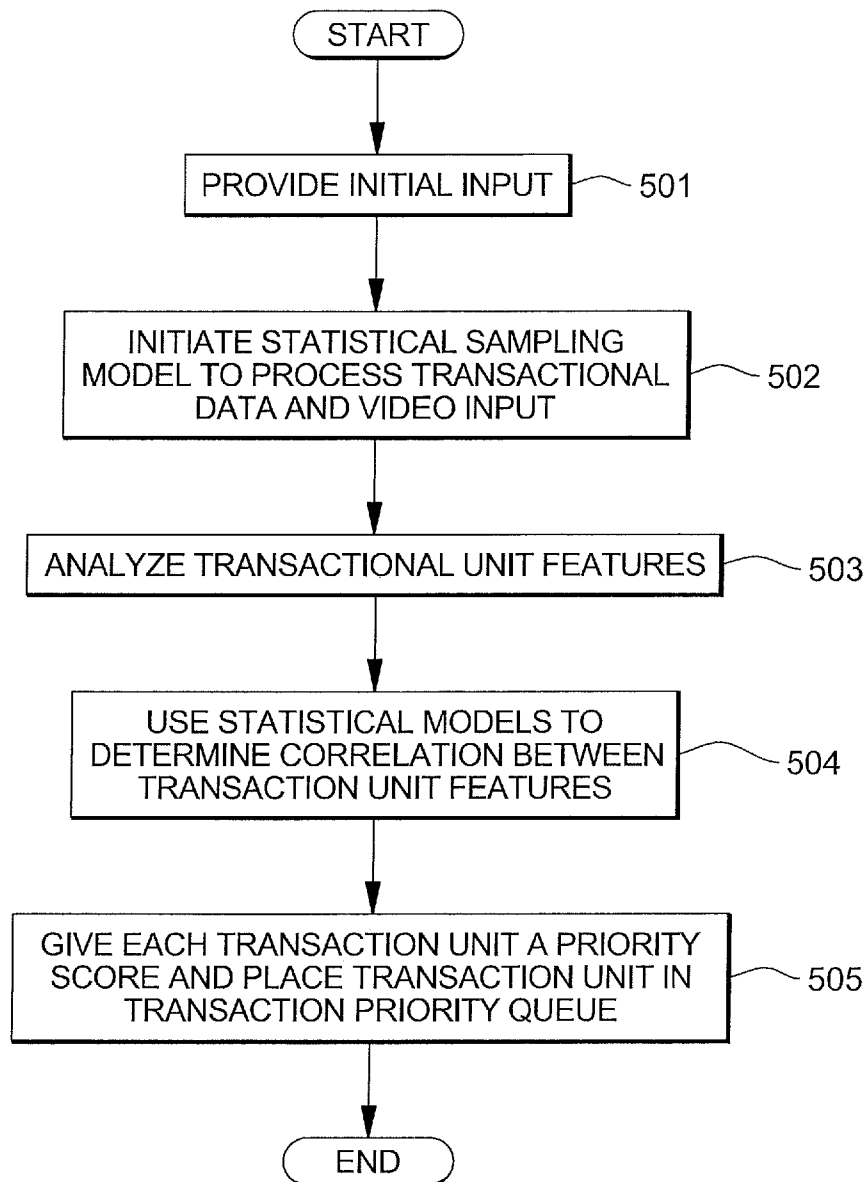 START
PROVIDE INITIAL INPUT
501
INITIATE STATISTICAL SAMPLING
MODEL TO PROCESS TRANSACTIONAL
DATA AND VIDEO INPUT
502
ANALYZE TRANSACTIONAL UNIT FEATURES
503
USE STATISTICAL MODELS TO
DETERMINE CORRELATION BETWEEN
TRANSACTION UNIT FEATURES
504
GIVE EACH TRANSACTION UNIT A PRIORITY
SCORE AND PLACE TRANSACTION UNIT IN
TRANSACTION PRIORITY QUEUE
505
END